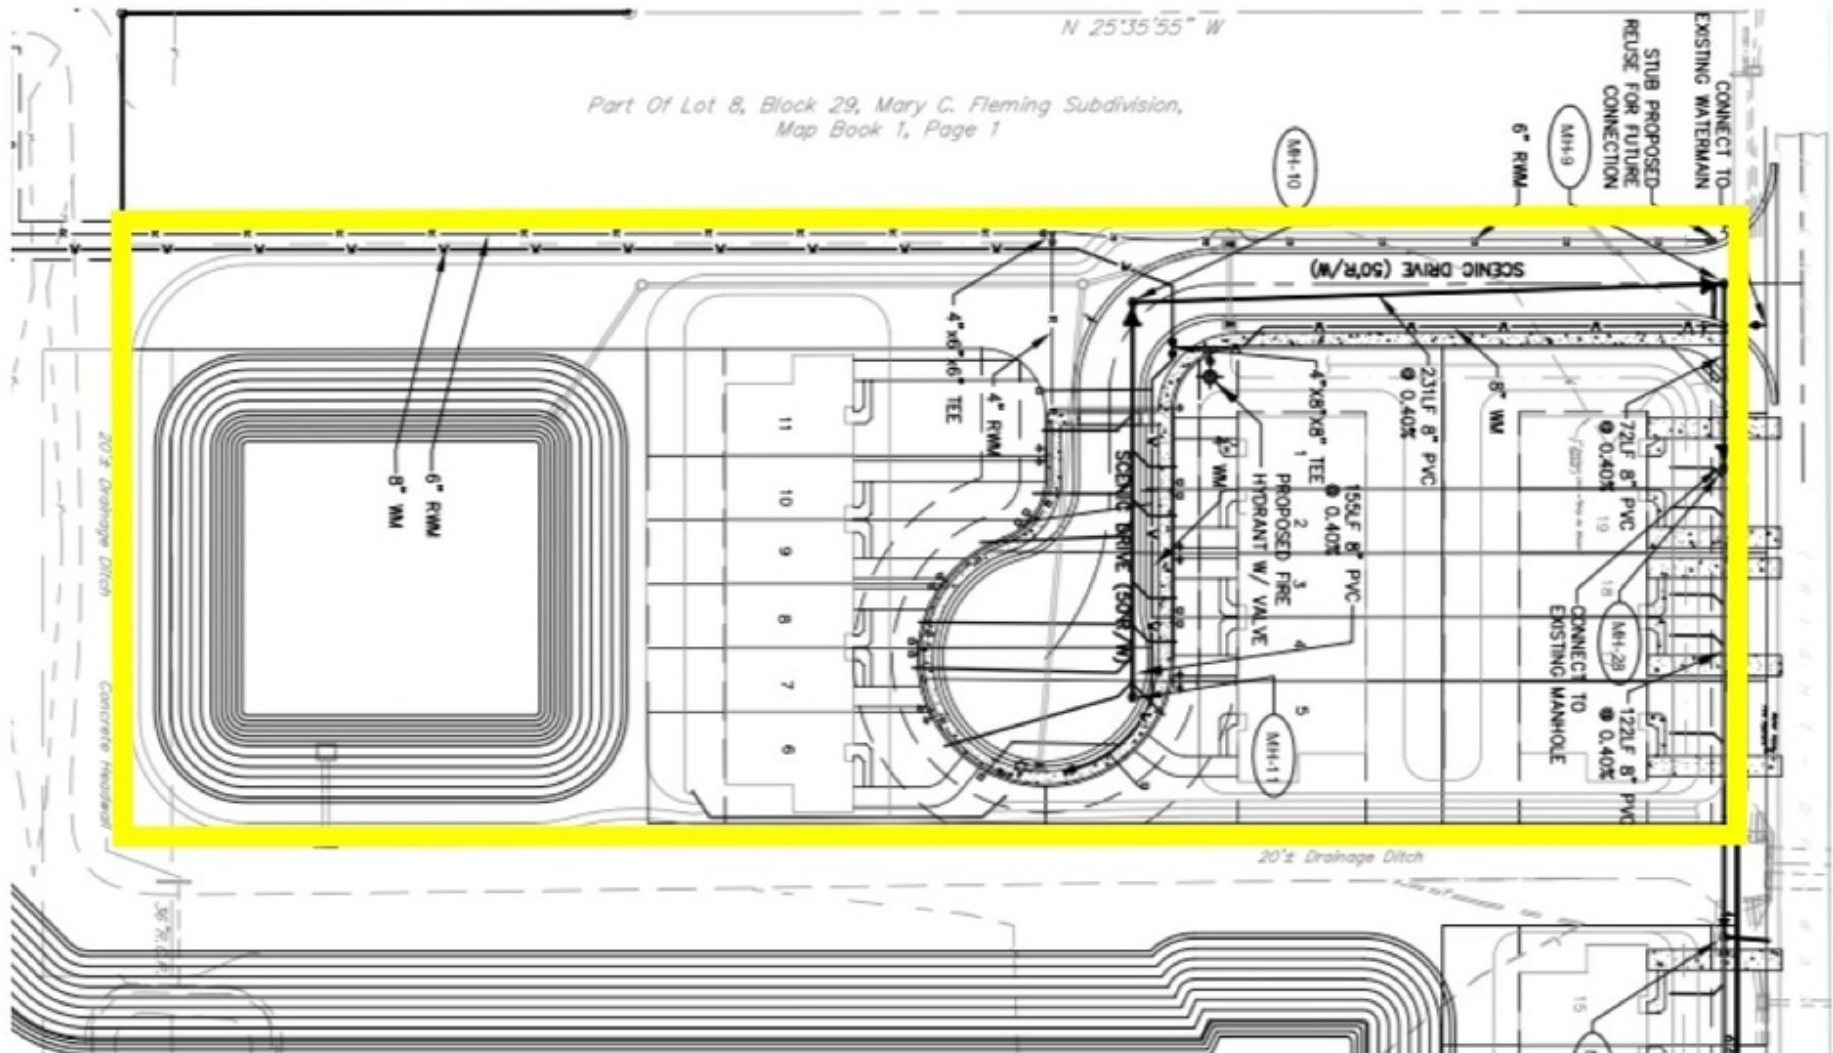 N 25°35'55" W
Part Of Lot 8, Block 29, Mary C. Fleming Subdivision,
Map Book 1, Page 1
CONNECT TO
EXISTING WATERMAIN
STUB PROPOSED
REUSE FOR FUTURE
CONNECTION
MH-9
6" RWM
MH-10
SCENIC DRIVE (50'R/W)
4"x6"x6" TEE
4" RWM
4"X8"X8" TEE
231LF 8" PVC
@ 0.40%
8" WM
72LF 8" PVC
@ 0.40%
WM
PROPOSED FIRE
HYDRANT W/ VALVE
155LF 8" PVC
@ 0.40%
SCENIC DRIVE (50'R/W)
6" RWM
8" WM
11
10
9
8
7
6
1
2
3
4
5
19
18
MH-28
CONNECT TO
EXISTING MANHOLE
122LF 8" PVC
@ 0.40%
MH-11
20'± Drainage Ditch
Concrete Headwall
20'± Drainage Ditch
36" R.C.P.
15